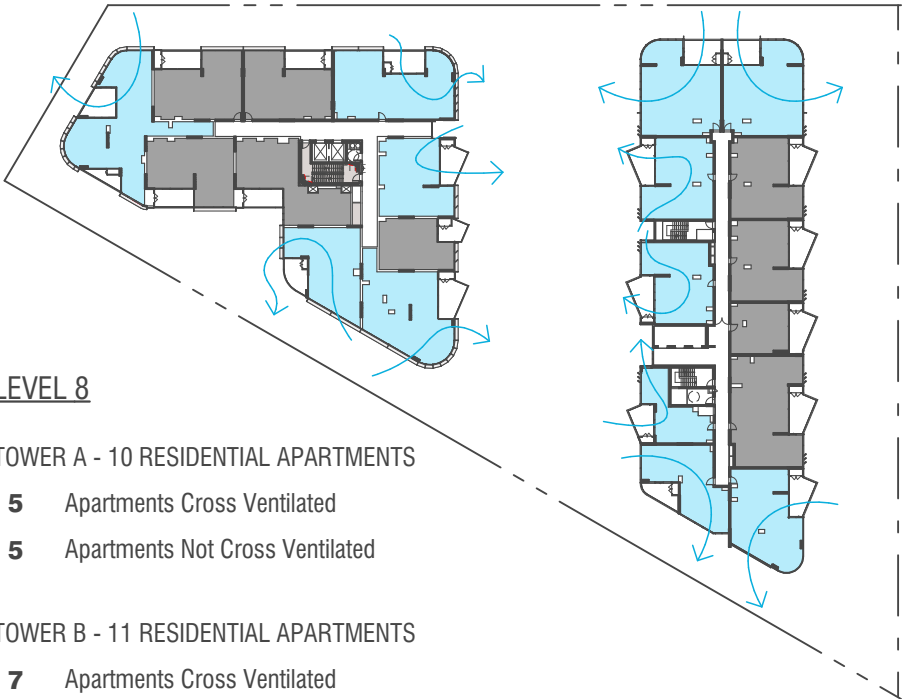 LEVEL 8
TOWER A - 10 RESIDENTIAL APARTMENTS
5 Apartments Cross Ventilated
5 Apartments Not Cross Ventilated
TOWER B - 11 RESIDENTIAL APARTMENTS
7 Apartments Cross Ventilated